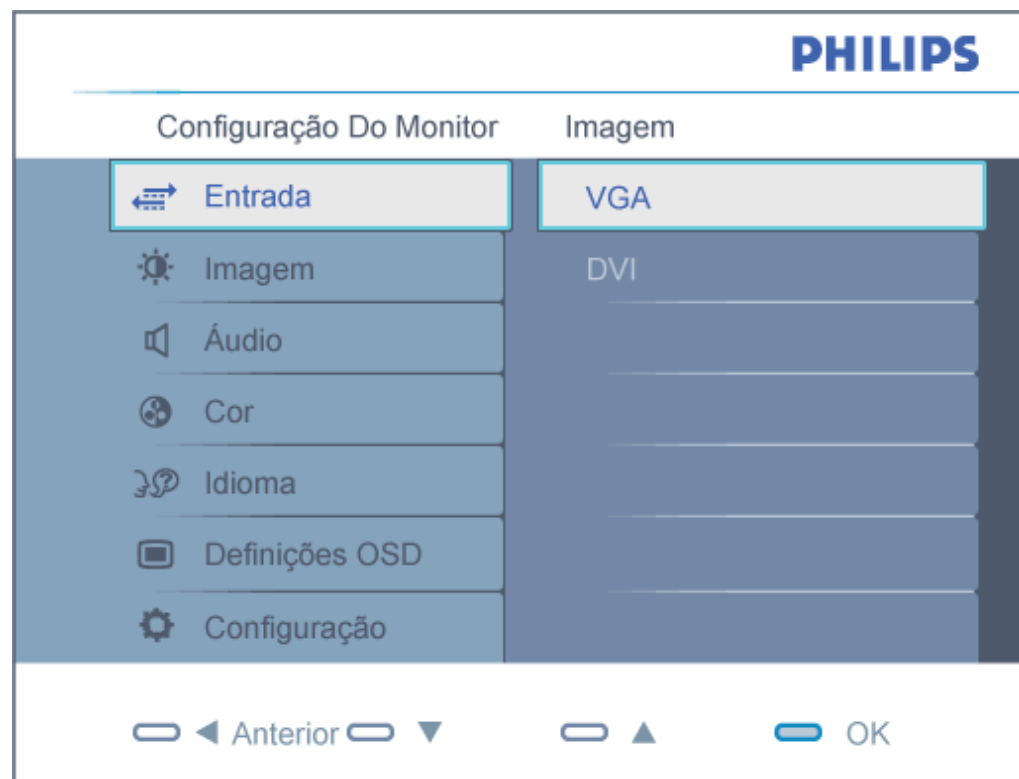 PHILIPS
Configuração Do Monitor Imagem
Entrada VGA
Imagem DVI
Áudio
Cor
Idioma
Definições OSD
Configuração
Anterior OK